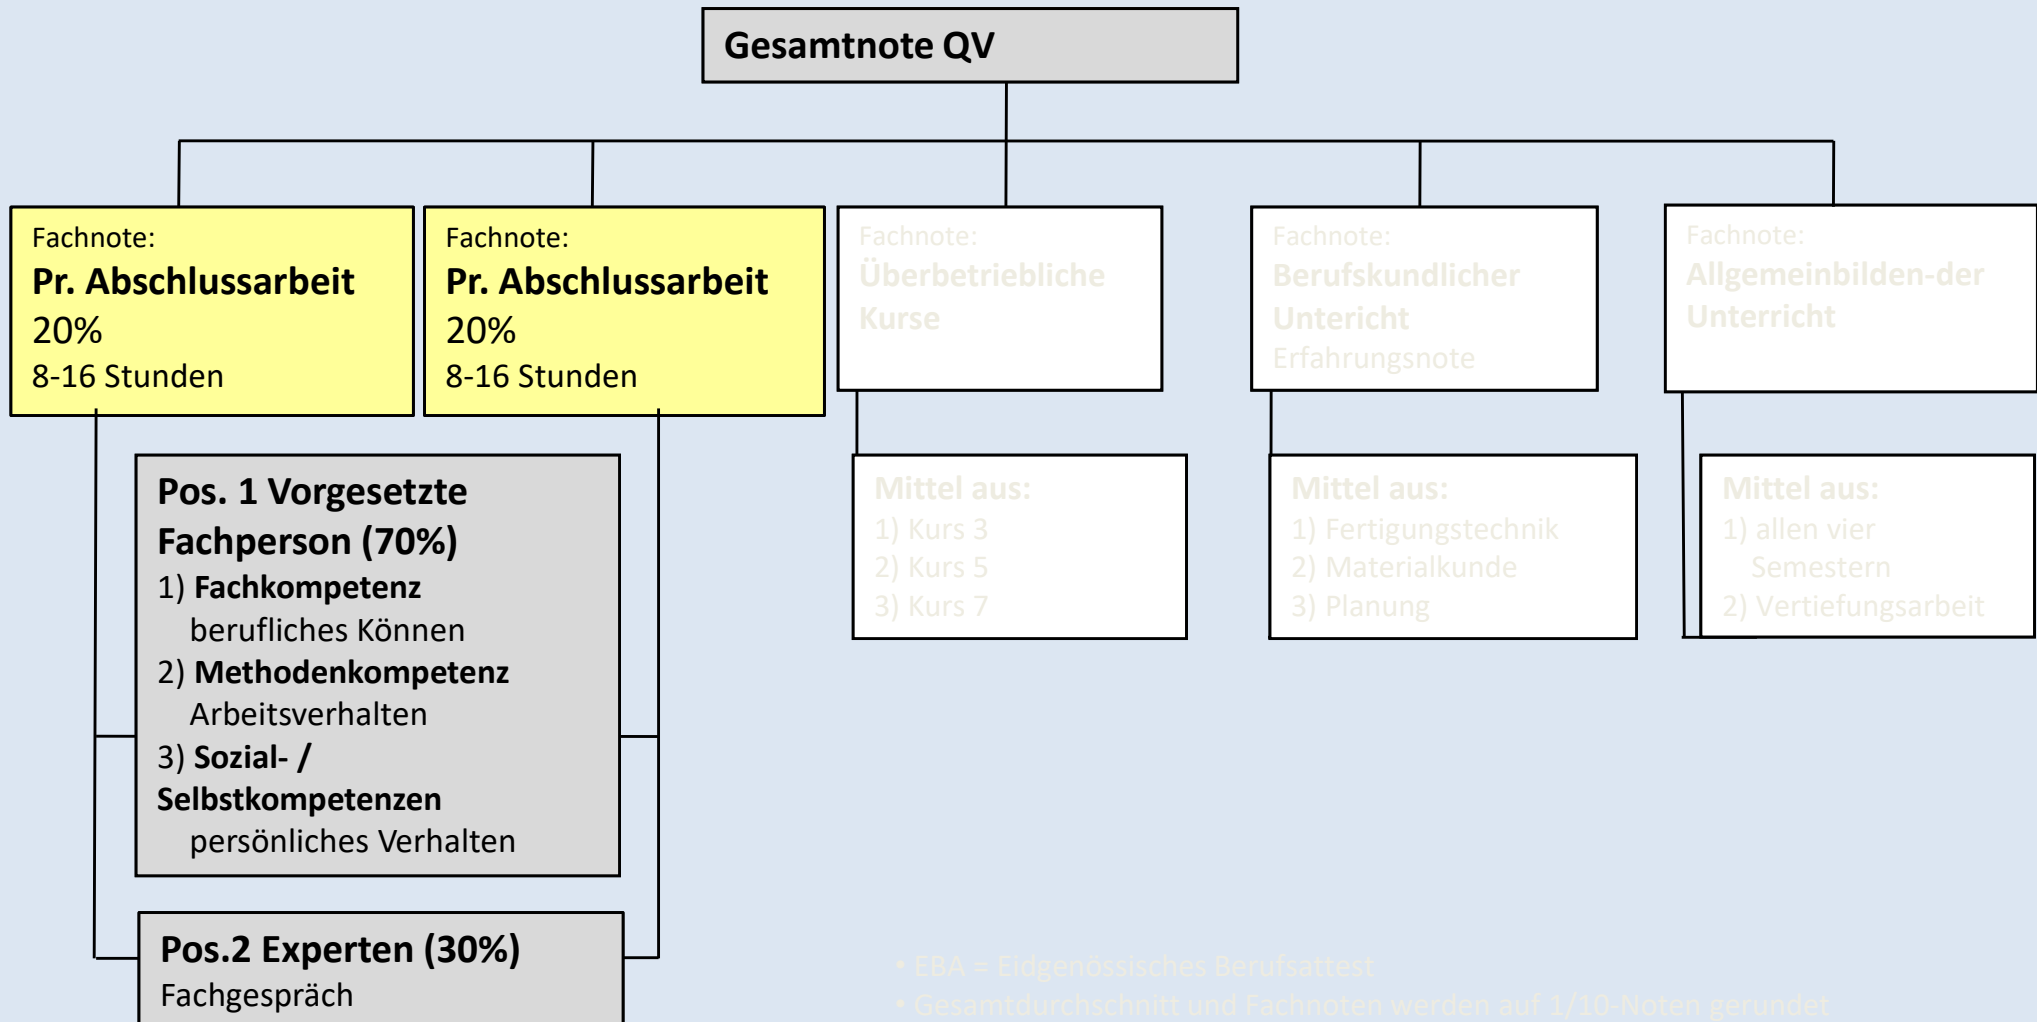 Gesamtnote QV
Fachnote:
Pr. Abschlussarbeit
20%
8-16 Stunden
Fachnote:
Pr. Abschlussarbeit
20%
8-16 Stunden
Fachnote:
Überbetriebliche
Kurse
Fachnote:
Berufskundlicher
Untericht
Erfahrungsnote
Fachnote:
Allgemeinbilden-der
Unterricht
Pos. 1 Vorgesetzte
Fachperson (70%)
1) Fachkompetenz
berufliches Können
2) Methodenkompetenz
Arbeitsverhalten
3) Sozial- /
Selbstkompetenzen
persönliches Verhalten
Mittel aus:
1) Kurs 3
2) Kurs 5
3) Kurs 7
Mittel aus:
1) Fertigungstechnik
2) Materialkunde
3) Planung
Mittel aus:
1) allen vier
Semestern
2) Vertiefungsarbeit
Pos.2 Experten (30%)
Fachgespräch
• EBA = Eidgenössisches Berufsattest
• Gesamtdurchschnitt und Fachnoten werden auf 1/10-Noten gerundet